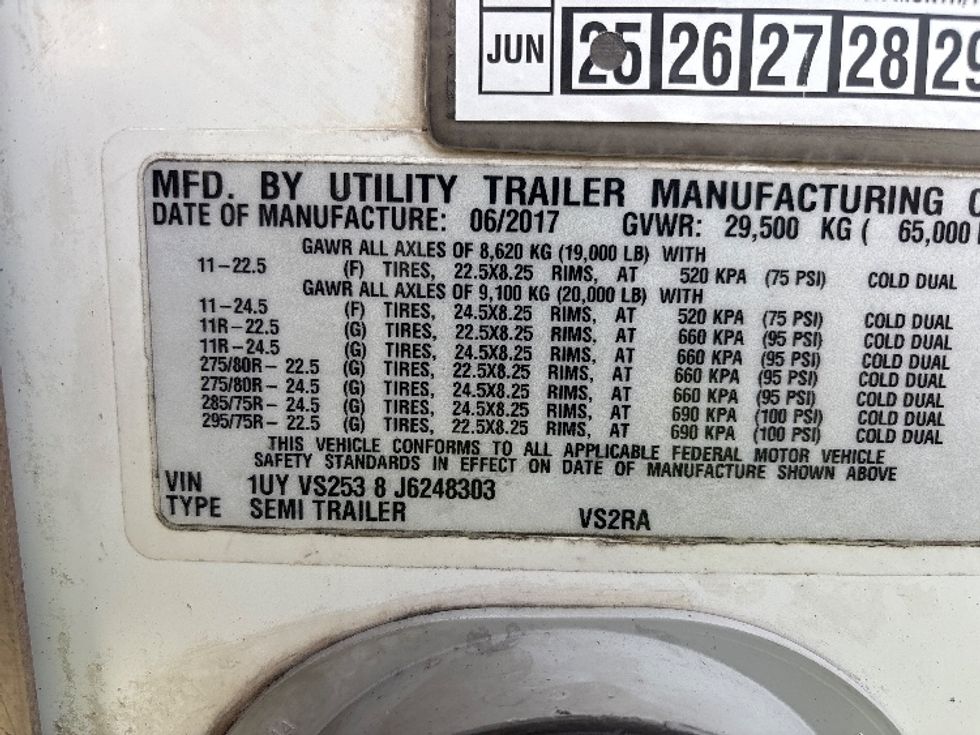 JUN 25 26 27 28 29
MFD. BY UTILITY TRAILER MANUFACTURING
DATE OF MANUFACTURE: 06/2017 GVWR: 29,500 KG ( 65,000
GAWR ALL AXLES OF 8,620 KG (19,000 LB) WITH
11-22.5 (F) TIRES, 22.5X8.25 RIMS, AT 520 KPA (75 PSI) COLD DUAL
GAWR ALL AXLES OF 9,100 KG (20,000 LB) WITH
11-24.5 (F) TIRES, 24.5X8.25 RIMS, AT 520 KPA (75 PSI) COLD DUAL
11R-22.5 (G) TIRES, 22.5X8.25 RIMS, AT 660 KPA (95 PSI) COLD DUAL
11R-24.5 (G) TIRES, 24.5X8.25 RIMS, AT 660 KPA (95 PSI) COLD DUAL
275/80R-22.5 (G) TIRES, 22.5X8.25 RIMS, AT 660 KPA (95 PSI) COLD DUAL
275/80R-24.5 (G) TIRES, 24.5X8.25 RIMS, AT 660 KPA (95 PSI) COLD DUAL
285/75R-24.5 (G) TIRES, 24.5X8.25 RIMS, AT 690 KPA (100 PSI) COLD DUAL
295/75R-22.5 (G) TIRES, 22.5X8.25 RIMS, AT 690 KPA (100 PSI) COLD DUAL
THIS VEHICLE CONFORMS TO ALL APPLICABLE FEDERAL MOTOR VEHICLE
SAFETY STANDARDS IN EFFECT ON DATE OF MANUFACTURE SHOWN ABOVE
VIN 1UY VS253 8 J6248303
TYPE SEMI TRAILER VS2RA